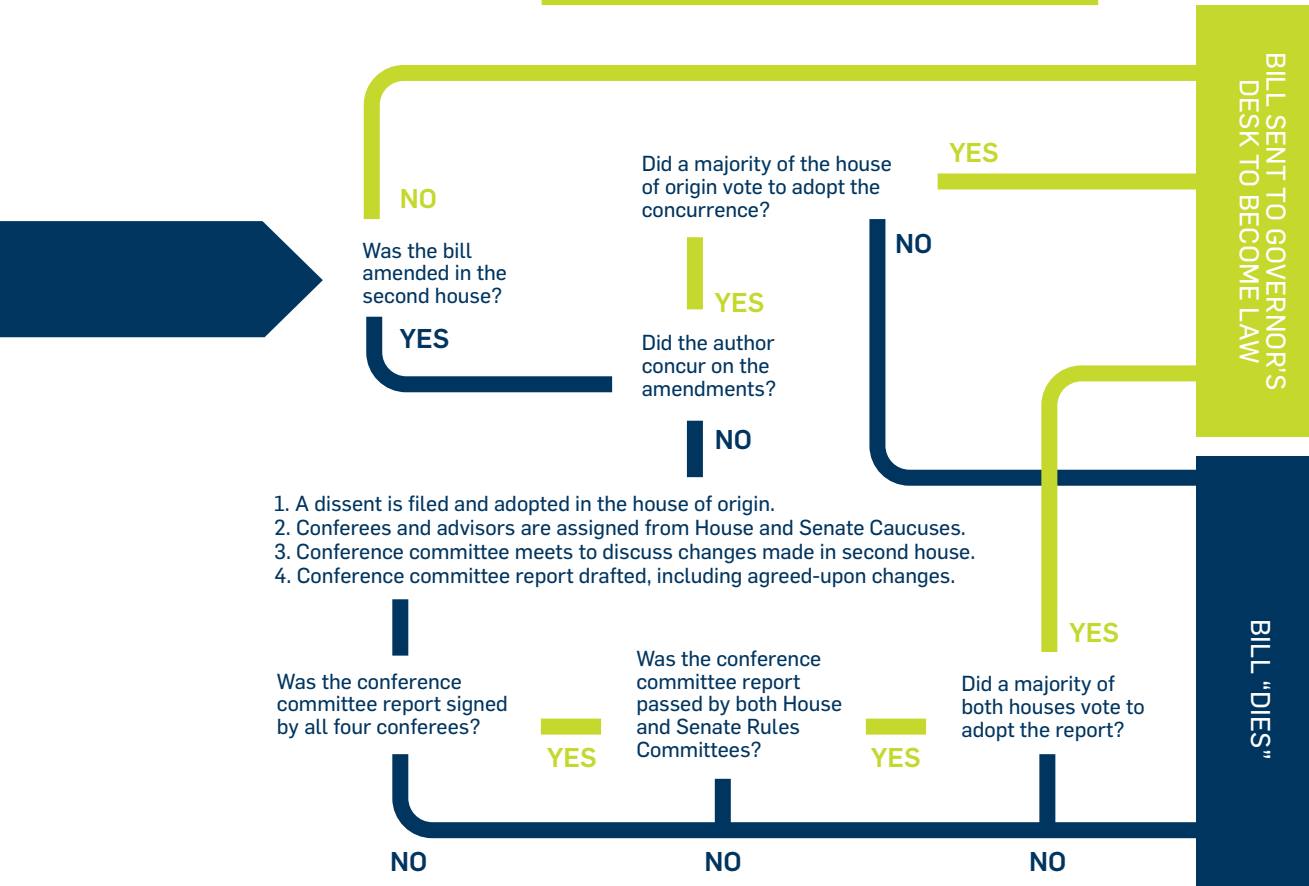 NO
Was the bill
amended in the
second house?
YES
Did a majority of the house
of origin vote to adopt the
concurrence?
YES
NO
YES
Did the author
concur on the
amendments?
NO
1. A dissent is filed and adopted in the house of origin.
2. Conferees and advisors are assigned from House and Senate Caucuses.
3. Conference committee meets to discuss changes made in second house.
4. Conference committee report drafted, including agreed-upon changes.
Was the conference
committee report signed
by all four conferees?
YES
NO
Was the conference
committee report
passed by both House
and Senate Rules
Committees?
YES
NO
YES
Did a majority of
both houses vote to
adopt the report?
NO
BILL SENT TO GOVERNOR'S
DESK TO BECOME LAW
BILL “DIES”